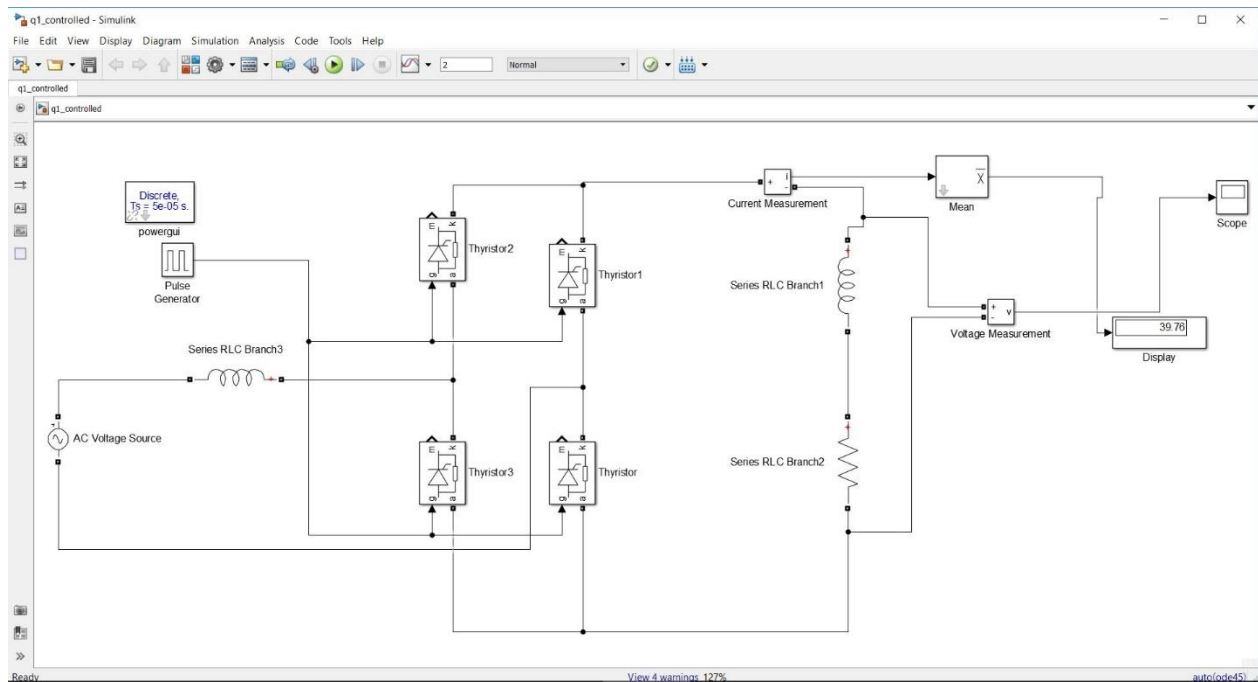 q1_controlled - Simulink
File Edit View Display Diagram Simulation Analysis Code Tools Help
2
Normal
q1_controlled
q1_controlled
Discrete,
Ts = 5e-05 s.
powergui
Pulse
Generator
Thyristor2
m
k
g
a
Thyristor1
m
k
g
a
Series RLC Branch3
AC Voltage Source
Thyristor3
m
k
g
a
Thyristor
m
k
g
a
+
i
-
Current Measurement
Mean
X
Scope
Series RLC Branch1
+
-
v
Voltage Measurement
39.76
Display
Series RLC Branch2
Ready
View 4 warnings 127%
auto(ode45)